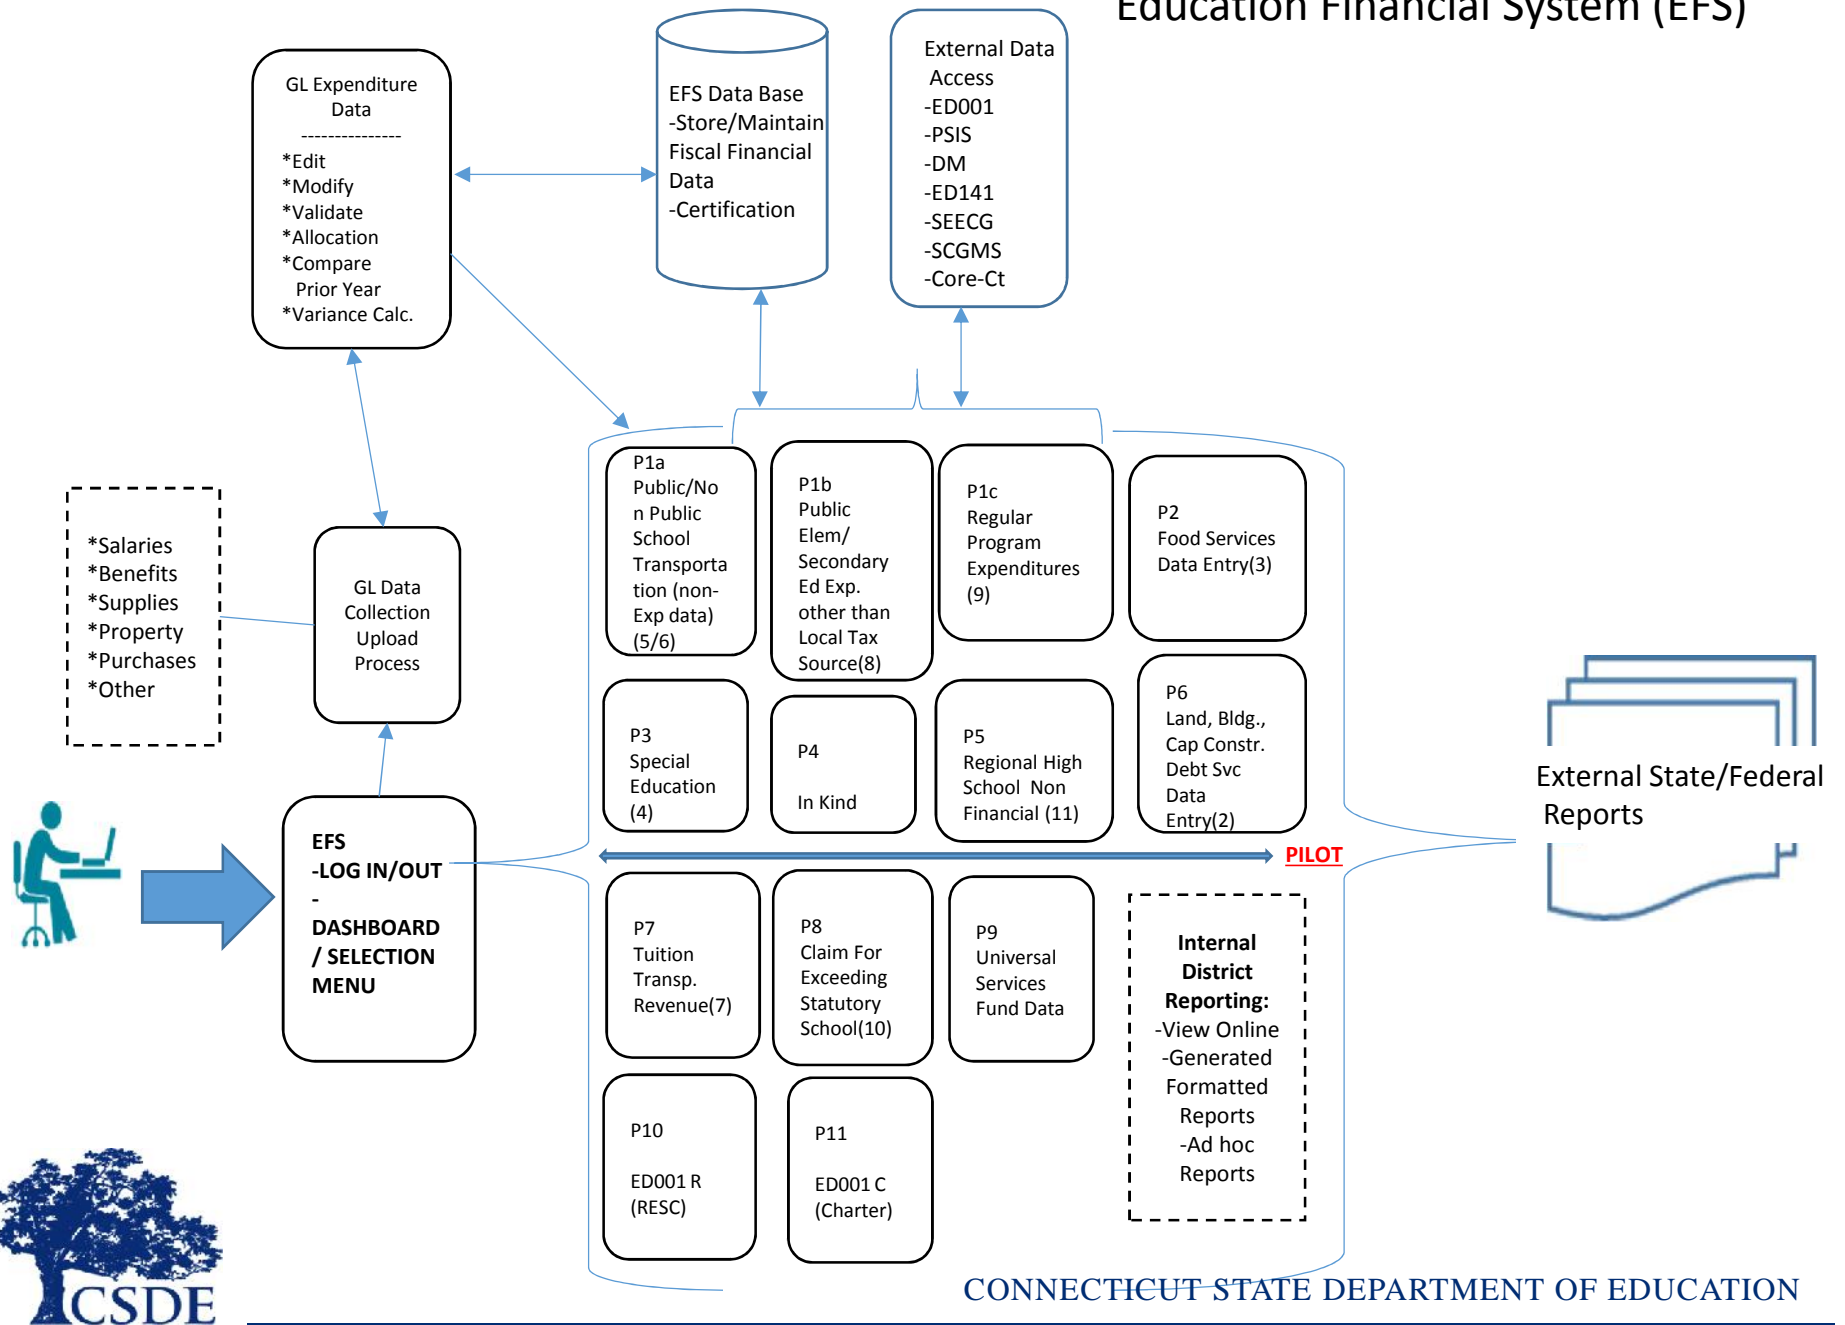 Education Financial System (EFS)
GL Expenditure
Data
---------------
*Edit
*Modify
*Validate
*Allocation
*Compare
Prior Year
*Variance Calc.
EFS Data Base
-Store/Maintain
Fiscal Financial
Data
-Certification
External Data
Access
-ED001
-PSIS
-DM
-ED141
-SEECG
-SCGMS
-Core-Ct
*Salaries
*Benefits
*Supplies
*Property
*Purchases
*Other
GL Data
Collection
Upload
Process
EFS
-LOG IN/OUT
-
DASHBOARD
/ SELECTION
MENU
P1a
Public/No
n Public
School
Transporta
tion (non-
Exp data)
(5/6)
P1b
Public
Elem/
Secondary
Ed Exp.
other than
Local Tax
Source(8)
P1c
Regular
Program
Expenditures
(9)
P2
Food Services
Data Entry(3)
P3
Special
Education
(4)
P4
In Kind
P5
Regional High
School Non
Financial (11)
P6
Land, Bldg.,
Cap Constr.
Debt Svc
Data
Entry(2)
PILOT
P7
Tuition
Transp.
Revenue(7)
P8
Claim For
Exceeding
Statutory
School(10)
P9
Universal
Services
Fund Data
Internal
District
Reporting:
-View Online
-Generated
Formatted
Reports
-Ad hoc
Reports
P10
ED001 R
(RESC)
P11
ED001 C
(Charter)
External State/Federal
Reports
CSDE
CONNECTICUT STATE DEPARTMENT OF EDUCATION